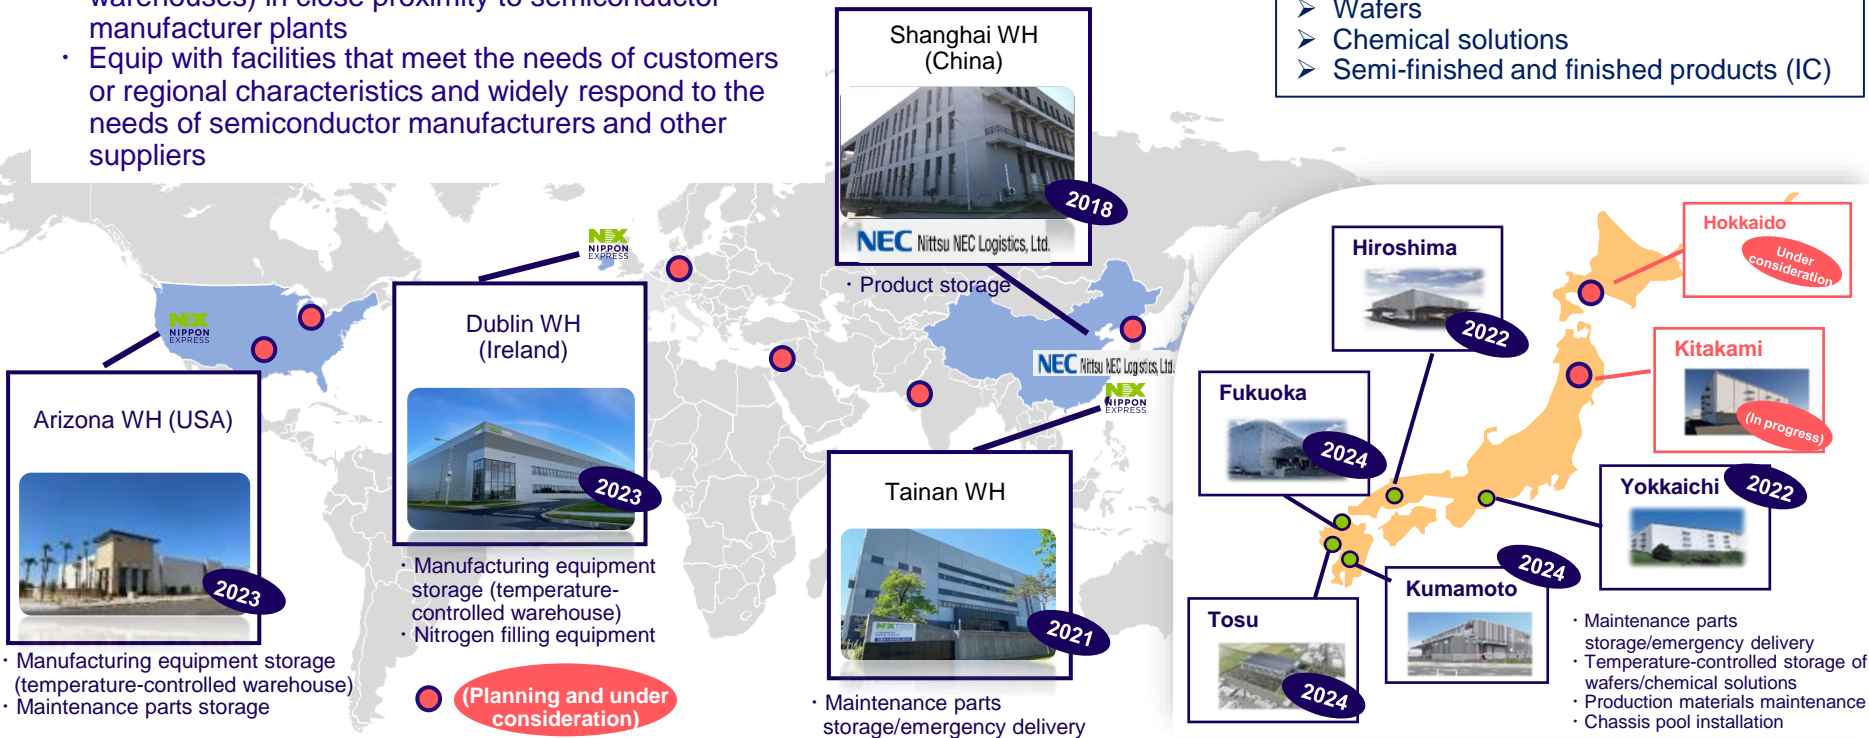 warehouses) in close proximity to semiconductor
manufacturer plants
・ Equip with facilities that meet the needs of customers
or regional characteristics and widely respond to the
needs of semiconductor manufacturers and other
suppliers
➢ Wafers
➢ Chemical solutions
➢ Semi-finished and finished products (IC)
Shanghai WH
(China)
2018
NEC Nittsu NEC Logistics, Ltd.
・ Product storage
NEC Nittsu NEC Logistics, Ltd.
NX
NIPPON
EXPRESS
NX
NIPPON
EXPRESS
NX
NIPPON
EXPRESS
Arizona WH (USA)
2023
・ Manufacturing equipment storage
(temperature-controlled warehouse)
・ Maintenance parts storage
Dublin WH
(Ireland)
2023
・ Manufacturing equipment
storage (temperature-
controlled warehouse)
・ Nitrogen filling equipment
(Planning and under
consideration)
Tainan WH
2021
・ Maintenance parts
storage/emergency delivery
Hiroshima
2022
Hokkaido
Under
consideration
Kitakami
(In progress)
Fukuoka
2024
Yokkaichi
2022
Kumamoto
2024
Tosu
2024
・ Maintenance parts
storage/emergency delivery
・ Temperature-controlled storage of
wafers/chemical solutions
・ Production materials maintenance
・ Chassis pool installation